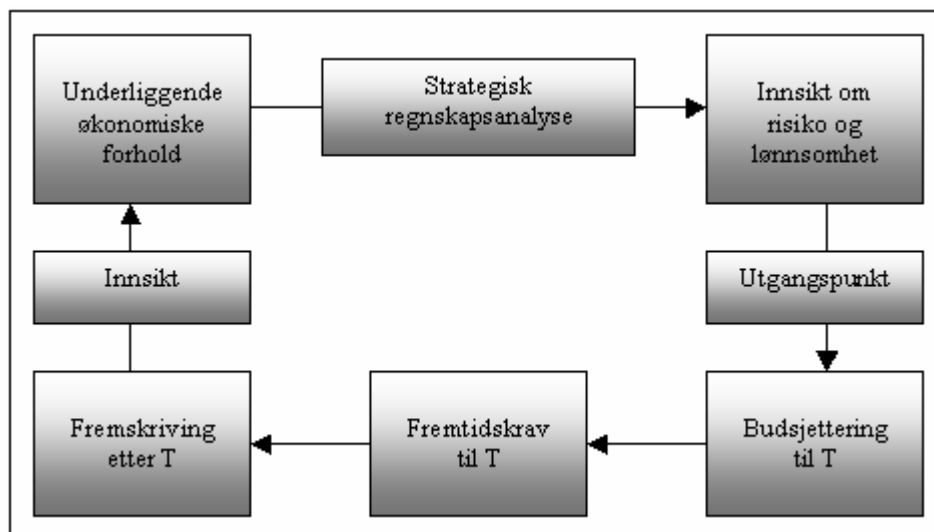 Underliggende
økonomiske
forhold
Strategisk
regnskapsanalyse
Innsikt om
risiko og
lønnsomhet
Innsikt
Utgangspunkt
Fremskriving
etter T
Fremtidskrav
til T
Budsjettering
til T